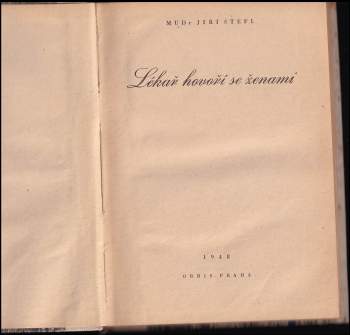 MUDr JIŘÍ ŠTEFL
Lékař hovoří se ženami
1948
ORBIS-PRAHA